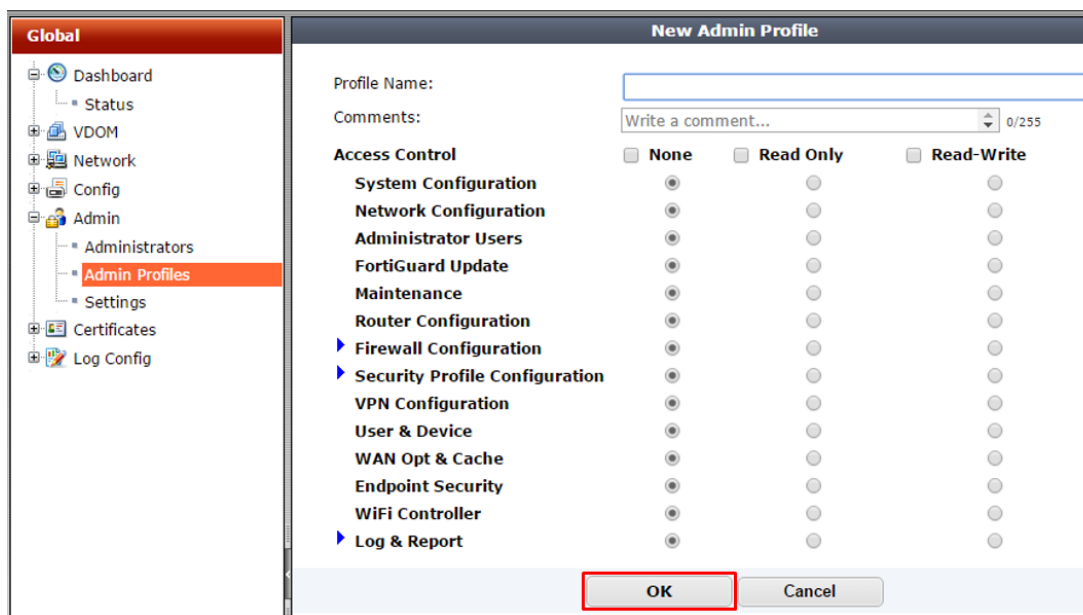 Global
Dashboard
Status
VDOM
Network
Config
Admin
Administrators
Admin Profiles
Settings
Certificates
Log Config
New Admin Profile
Profile Name:
Comments:
Write a comment... 0/255
Access Control None Read Only Read-Write
System Configuration
Network Configuration
Administrator Users
FortiGuard Update
Maintenance
Router Configuration
Firewall Configuration
Security Profile Configuration
VPN Configuration
User & Device
WAN Opt & Cache
Endpoint Security
WiFi Controller
Log & Report
OK Cancel